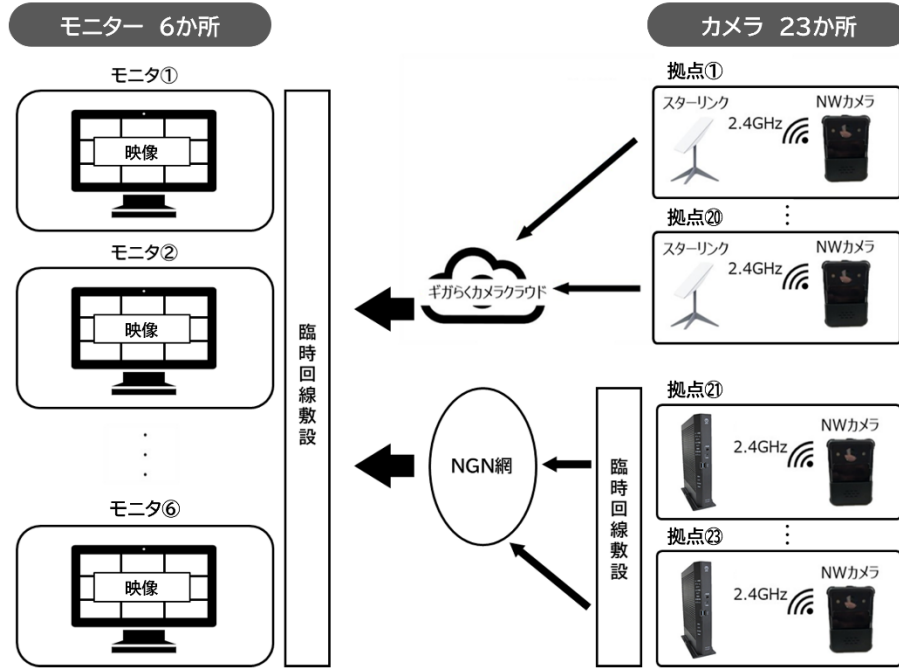 モニター 6か所
カメラ 23か所
モニタ①
映像
モニタ②
映像
・
・
・
モニタ⑥
映像
臨時回線敷設
ギガらくカメラクラウド
NGN網
臨時回線敷設
拠点①
スターリンク
2.4GHz
NWカメラ
⋮
拠点⑳
スターリンク
2.4GHz
NWカメラ
拠点㉑
2.4GHz
NWカメラ
⋮
拠点㉓
2.4GHz
NWカメラ